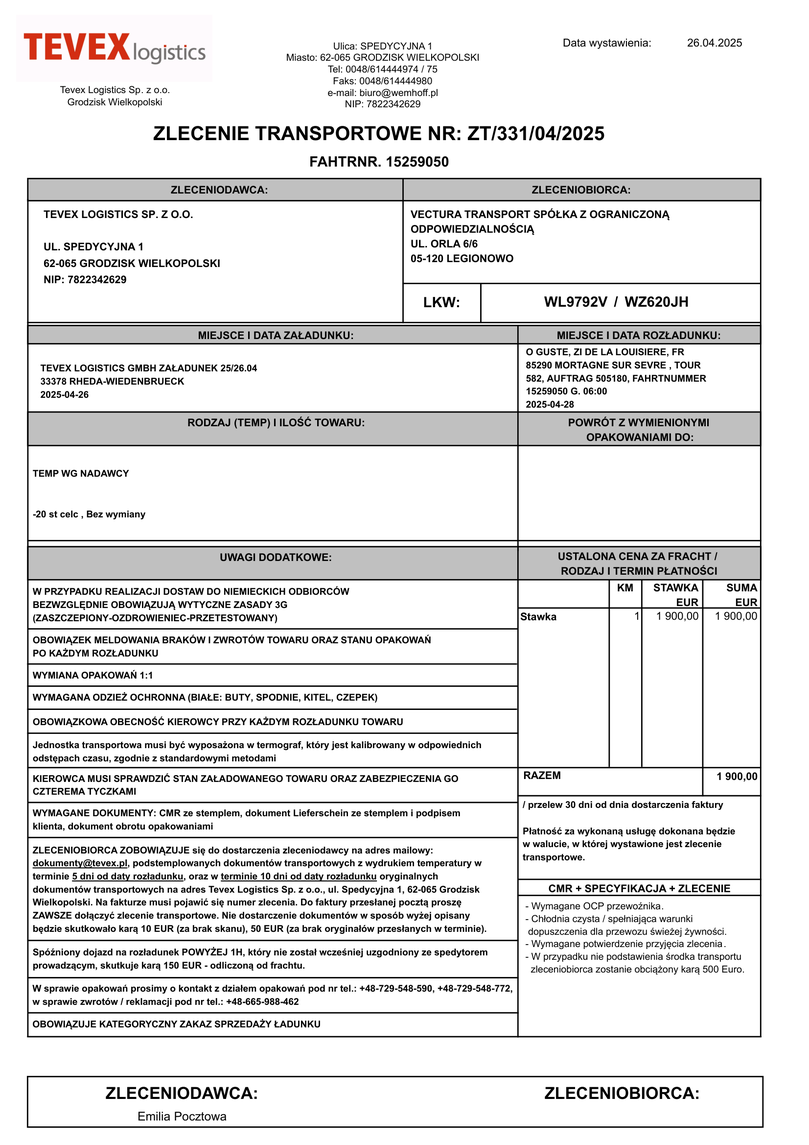 TEVEX logistics
Tevex Logistics Sp. z o.o.
Grodzisk Wielkopolski
Ulica: SPEDYCYJNA 1
Miasto: 62-065 GRODZISK WIELKOPOLSKI
Tel: 0048/614444974 / 75
Faks: 0048/614444980
e-mail: biuro@wemhoff.pl
NIP: 7822342629
Data wystawienia: 26.04.2025
ZLECENIE TRANSPORTOWE NR: ZT/331/04/2025
FAHTRNR. 15259050
ZLECENIODAWCA:
TEVEX LOGISTICS SP. Z O.O.
UL. SPEDYCYJNA 1
62-065 GRODZISK WIELKOPOLSKI
NIP: 7822342629
ZLECENIOBIORCA:
VECTURA TRANSPORT SPÓŁKA Z OGRANICZONĄ
ODPOWIEDZIALNOŚCIĄ
UL. ORLA 6/6
05-120 LEGIONOWO
LKW: WL9792V / WZ620JH
MIEJSCE I DATA ZAŁADUNKU:
TEVEX LOGISTICS GMBH ZAŁADUNEK 25/26.04
33378 RHEDA-WIEDENBRUECK
2025-04-26
MIEJSCE I DATA ROZŁADUNKU:
O GUSTE, ZI DE LA LOUISIERE, FR
85290 MORTAGNE SUR SEVRE , TOUR
582, AUFTRAG 505180, FAHRTNUMMER
15259050 G. 06:00
2025-04-28
RODZAJ (TEMP) I ILOŚĆ TOWARU:
TEMP WG NADAWCY
-20 st celc , Bez wymiany
POWRÓT Z WYMIENIONYMI
OPAKOWANIAMI DO:
UWAGI DODATKOWE:
W PRZYPADKU REALIZACJI DOSTAW DO NIEMIECKICH ODBIORCÓW
BEZWZGLĘDNIE OBOWIĄZUJĄ WYTYCZNE ZASADY 3G
(ZASZCZEPIONY-OZDROWIENIEC-PRZETESTOWANY)
OBOWIĄZEK MELDOWANIA BRAKÓW I ZWROTÓW TOWARU ORAZ STANU OPAKOWAŃ
PO KAŻDYM ROZŁADUNKU
WYMIANA OPAKOWAŃ 1:1
WYMAGANA ODZIEŻ OCHRONNA (BIAŁE: BUTY, SPODNIE, KITEL, CZEPEK)
OBOWIĄZKOWA OBECNOŚĆ KIEROWCY PRZY KAŻDYM ROZŁADUNKU TOWARU
Jednostka transportowa musi być wyposażona w termograf, który jest kalibrowany w odpowiednich
odstępach czasu, zgodnie z standardowymi metodami
KIEROWCA MUSI SPRAWDZIĆ STAN ZAŁADOWANEGO TOWARU ORAZ ZABEZPIECZENIA GO
CZTEREMA TYCZKAMI
WYMAGANE DOKUMENTY: CMR ze stemplem, dokument Lieferschein ze stemplem i podpisem
klienta, dokument obrotu opakowaniami
ZLECENIOBIORCA ZOBOWIĄZUJE się do dostarczenia zleceniodawcy na adres mailowy:
dokumenty@tevex.pl, podstemplowanych dokumentów transportowych z wydrukiem temperatury w
terminie 5 dni od daty rozładunku, oraz w terminie 10 dni od daty rozładunku oryginalnych
dokumentów transportowych na adres Tevex Logistics Sp. z o.o., ul. Spedycyjna 1, 62-065 Grodzisk
Wielkopolski. Na fakturze musi pojawić się numer zlecenia. Do faktury przesłanej pocztą proszę
ZAWSZE dołączyć zlecenie transportowe. Nie dostarczenie dokumentów w sposób wyżej opisany
będzie skutkowało karą 10 EUR (za brak skanu), 50 EUR (za brak oryginałów przesłanych w terminie).
Spóźniony dojazd na rozładunek POWYŻEJ 1H, który nie został wcześniej uzgodniony ze spedytorem
prowadzącym, skutkuje karą 150 EUR - odliczoną od frachtu.
W sprawie opakowań prosimy o kontakt z działem opakowań pod nr tel.: +48-729-548-590, +48-729-548-772,
w sprawie zwrotów / reklamacji pod nr tel.: +48-665-988-462
OBOWIĄZUJE KATEGORYCZNY ZAKAZ SPRZEDAŻY ŁADUNKU
USTALONA CENA ZA FRACHT /
RODZAJ I TERMIN PŁATNOŚCI
KM STAWKA SUMA
EUR EUR
Stawka 1 1 900,00 1 900,00
RAZEM 1 900,00
/ przelew 30 dni od dnia dostarczenia faktury
Płatność za wykonaną usługę dokonana będzie
w walucie, w której wystawione jest zlecenie
transportowe.
CMR + SPECYFIKACJA + ZLECENIE
- Wymagane OCP przewoźnika.
- Chłodnia czysta / spełniająca warunki
dopuszczenia dla przewozu świeżej żywności.
- Wymagane potwierdzenie przyjęcia zlecenia.
- W przypadku nie podstawienia środka transportu
zleceniobiorca zostanie obciążony karą 500 Euro.
ZLECENIODAWCA:
Emilia Pocztowa
ZLECENIOBIORCA: